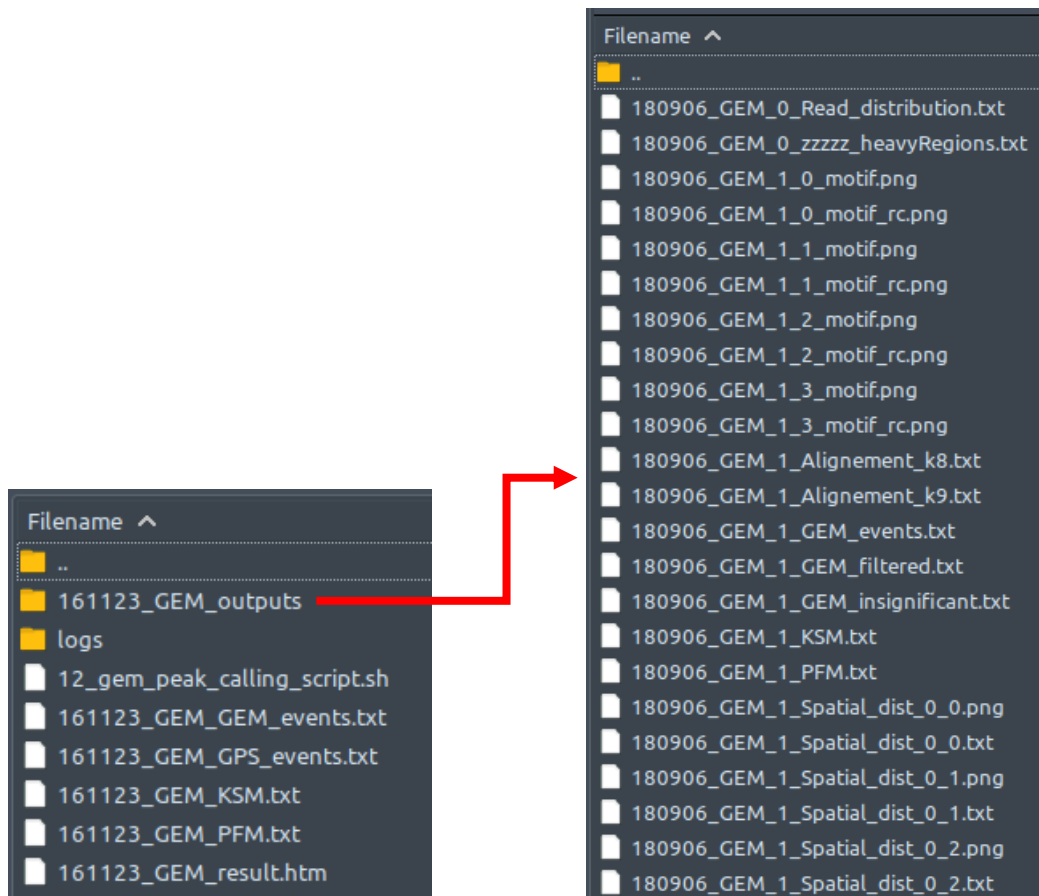 Filename
..
161123_GEM_outputs
logs
12_gem_peak_calling_script.sh
161123_GEM_GEM_events.txt
161123_GEM_GPS_events.txt
161123_GEM_KSM.txt
161123_GEM_PFM.txt
161123_GEM_result.htm
Filename
..
180906_GEM_0_Read_distribution.txt
180906_GEM_0_zzzzz_heavyRegions.txt
180906_GEM_1_0_motif.png
180906_GEM_1_0_motif_rc.png
180906_GEM_1_1_motif.png
180906_GEM_1_1_motif_rc.png
180906_GEM_1_2_motif.png
180906_GEM_1_2_motif_rc.png
180906_GEM_1_3_motif.png
180906_GEM_1_3_motif_rc.png
180906_GEM_1_Alignement_k8.txt
180906_GEM_1_Alignement_k9.txt
180906_GEM_1_GEM_events.txt
180906_GEM_1_GEM_filtered.txt
180906_GEM_1_GEM_insignificant.txt
180906_GEM_1_KSM.txt
180906_GEM_1_PFM.txt
180906_GEM_1_Spatial_dist_0_0.png
180906_GEM_1_Spatial_dist_0_0.txt
180906_GEM_1_Spatial_dist_0_1.png
180906_GEM_1_Spatial_dist_0_1.txt
180906_GEM_1_Spatial_dist_0_2.png
180906_GEM_1_Spatial_dist_0_2.txt